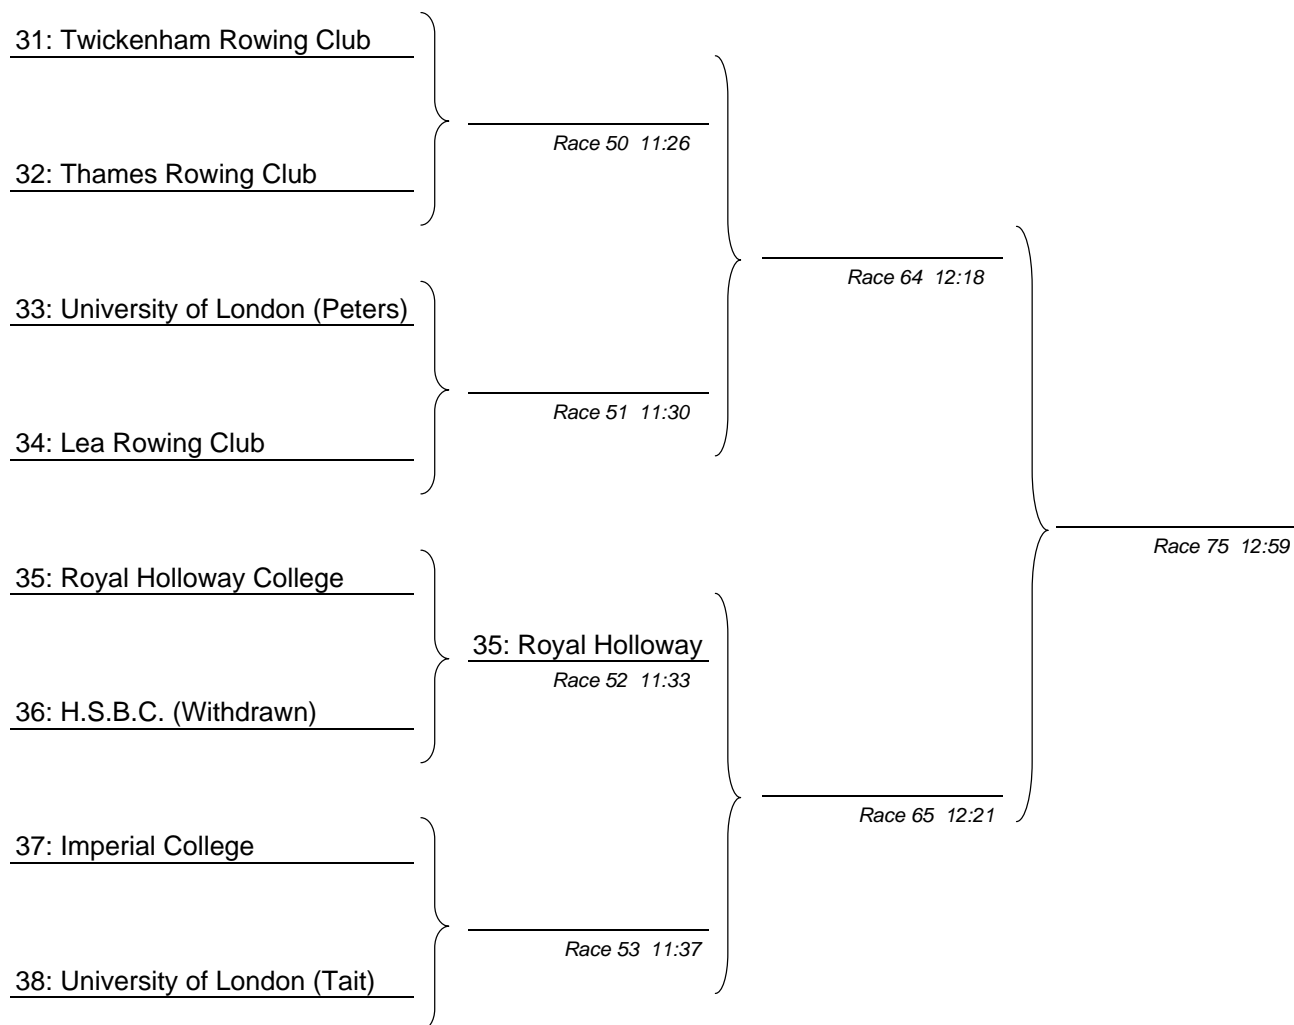 31: Twickenham Rowing Club
Race 50 11:26
32: Thames Rowing Club
Race 64 12:18
33: University of London (Peters)
Race 51 11:30
34: Lea Rowing Club
Race 75 12:59
35: Royal Holloway College
35: Royal Holloway
Race 52 11:33
36: H.S.B.C. (Withdrawn)
Race 65 12:21
37: Imperial College
Race 53 11:37
38: University of London (Tait)